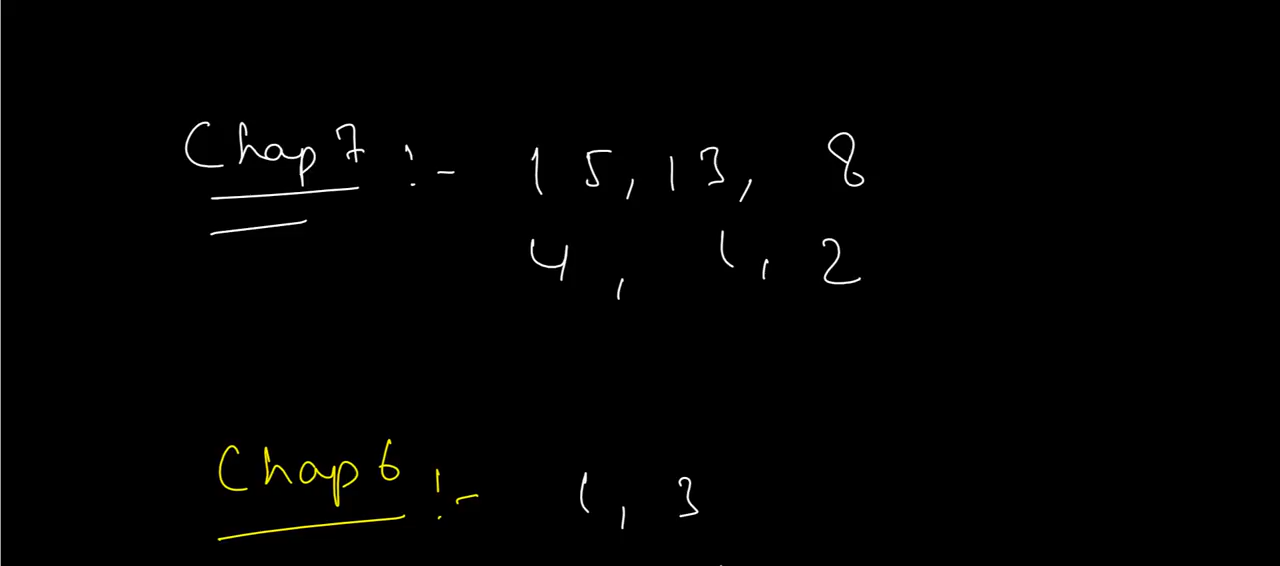 Chap 7 :- 15, 13, 8
4, 1, 2
Chap 6 :- 1, 3